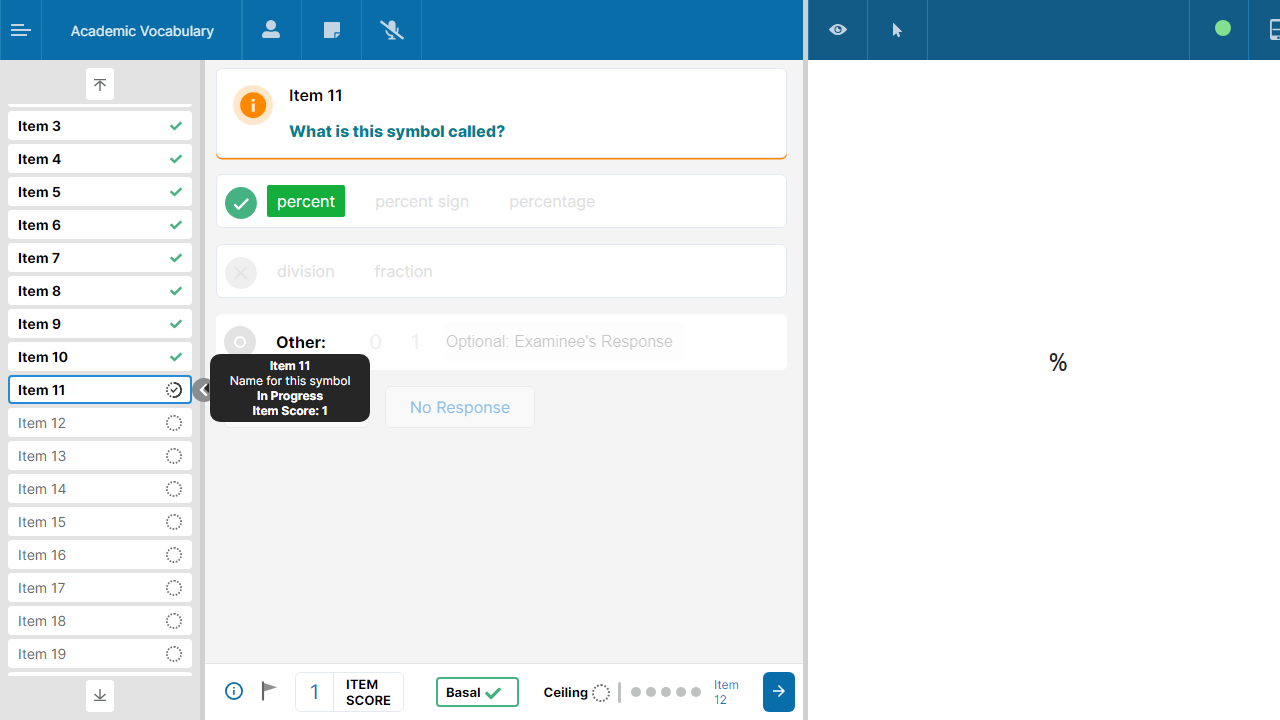 Academic Vocabulary
Item 3
Item 4
Item 5
Item 6
Item 7
Item 8
Item 9
Item 10
Item 11
Item 12
Item 13
Item 14
Item 15
Item 16
Item 17
Item 18
Item 19
Item 11
What is this symbol called?
percent percent sign percentage
division fraction
Other: 0 1 Optional: Examinee's Response
Item 11
Name for this symbol
In Progress
Item Score: 1
No Response
1 ITEM SCORE
Basal
Ceiling
Item 12
%